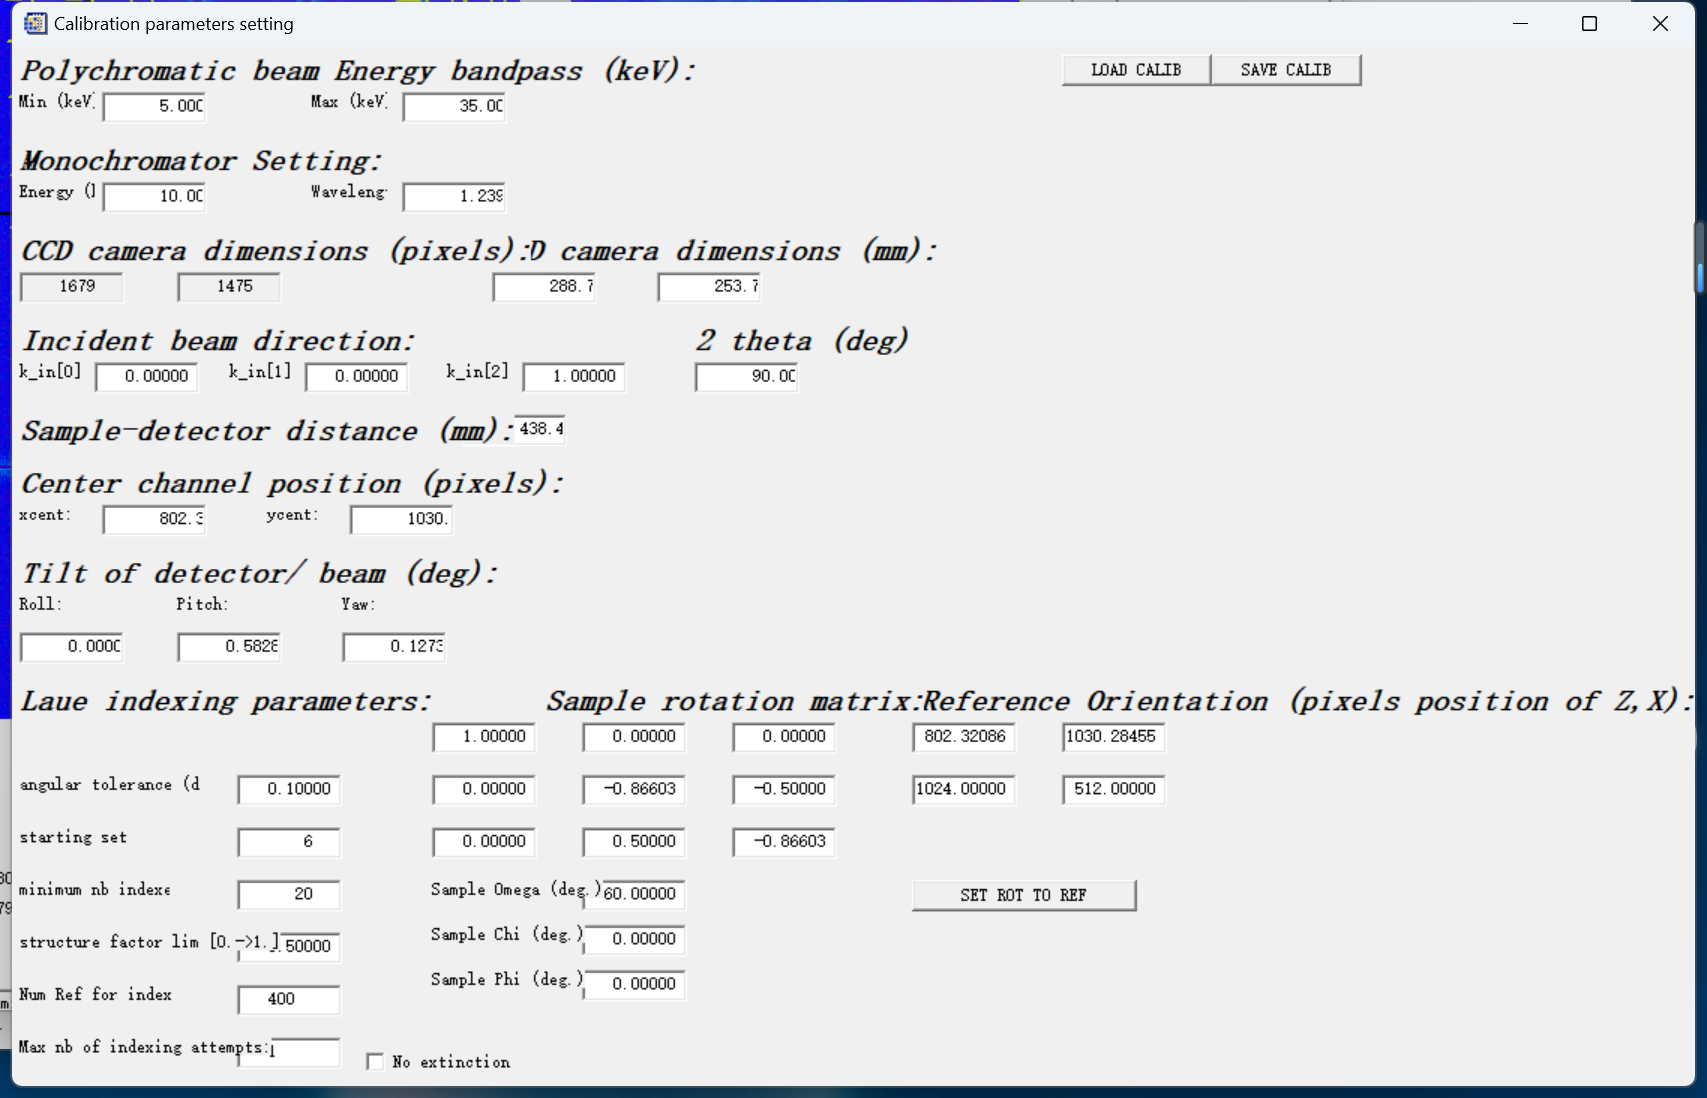 Calibration parameters setting
Polychromatic beam Energy bandpass (keV):
LOAD CALIB SAVE CALIB
Min (keV) 5.000 Max (keV) 35.00
Monochromator Setting:
Energy (] 10.00 Waveleng 1.239
CCD camera dimensions (pixels): D camera dimensions (mm):
1679 1475 288.7 253.7
Incident beam direction: 2 theta (deg)
k_in[0] 0.00000 k_in[1] 0.00000 k_in[2] 1.00000 90.00
Sample-detector distance (mm): 438.4
Center channel position (pixels):
xcent: 802.3 ycent: 1030.
Tilt of detector/ beam (deg):
Roll: Pitch: Yaw:
0.0000 0.5828 0.1273
Laue indexing parameters: Sample rotation matrix: Reference Orientation (pixels position of Z,X):
1.00000 0.00000 0.00000 802.32086 1030.28455
angular tolerance (d 0.10000 0.00000 -0.86603 -0.50000 1024.00000 512.00000
starting set 6 0.00000 0.50000 -0.86603
minimum nb indexe 20 Sample Omega (deg.) 60.00000 SET ROT TO REF
structure factor lim [0.->1.] .50000 Sample Chi (deg.) 0.00000
Sample Phi (deg.) 0.00000
Num Ref for index 400
Max nb of indexing attempts:
No extinction